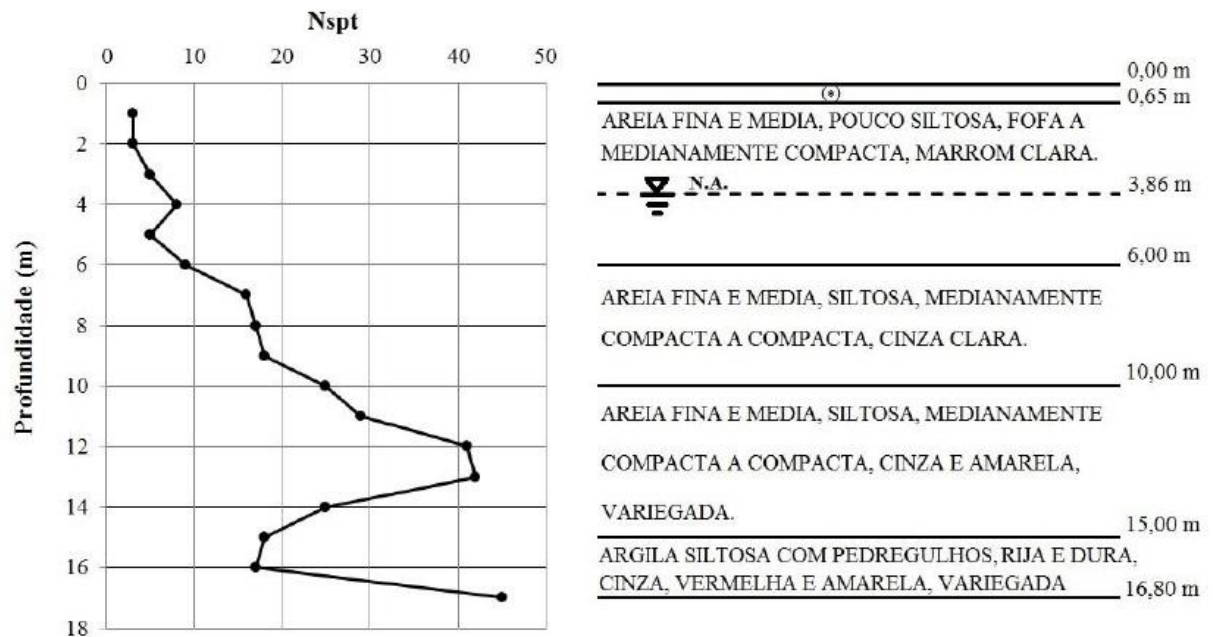 Nspt
0 10 20 30 40 50
Profundidade (m)
0
2
4
6
8
10
12
14
16
18
0,00 m
0,65 m
AREIA FINA E MEDIA, POUCO SILTOSA, FOFA A
MEDIANAMENTE COMPACTA, MARROM CLARA.
N.A.
3,86 m
6,00 m
AREIA FINA E MEDIA, SILTOSA, MEDIANAMENTE
COMPACTA A COMPACTA, CINZA CLARA.
10,00 m
AREIA FINA E MEDIA, SILTOSA, MEDIANAMENTE
COMPACTA A COMPACTA, CINZA E AMARELA,
VARIEGADA.
15,00 m
ARGILA SILTOSA COM PEDREGULHOS, RIJA E DURA,
CINZA, VERMELHA E AMARELA, VARIEGADA
16,80 m